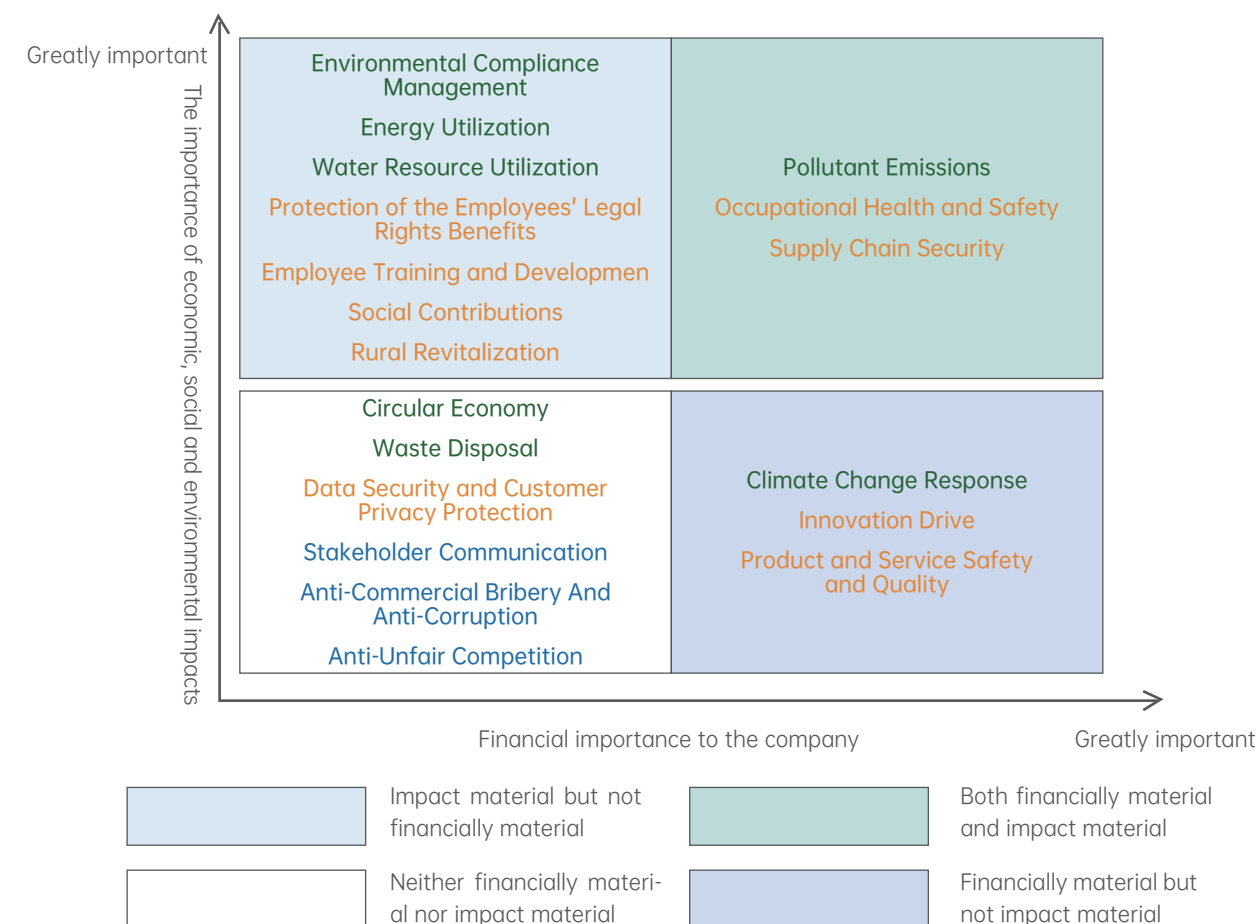 Greatly important
The importance of economic, social and environmental impacts
Environmental Compliance
Management
Energy Utilization
Water Resource Utilization
Protection of the Employees' Legal
Rights Benefits
Employee Training and Developmen
Social Contributions
Rural Revitalization
Pollutant Emissions
Occupational Health and Safety
Supply Chain Security
Circular Economy
Waste Disposal
Data Security and Customer
Privacy Protection
Stakeholder Communication
Anti-Commercial Bribery And
Anti-Corruption
Anti-Unfair Competition
Climate Change Response
Innovation Drive
Product and Service Safety
and Quality
Financial importance to the company
Greatly important
Impact material but not
financially material
Both financially material
and impact material
Neither financially materi-
al nor impact material
Financially material but
not impact material